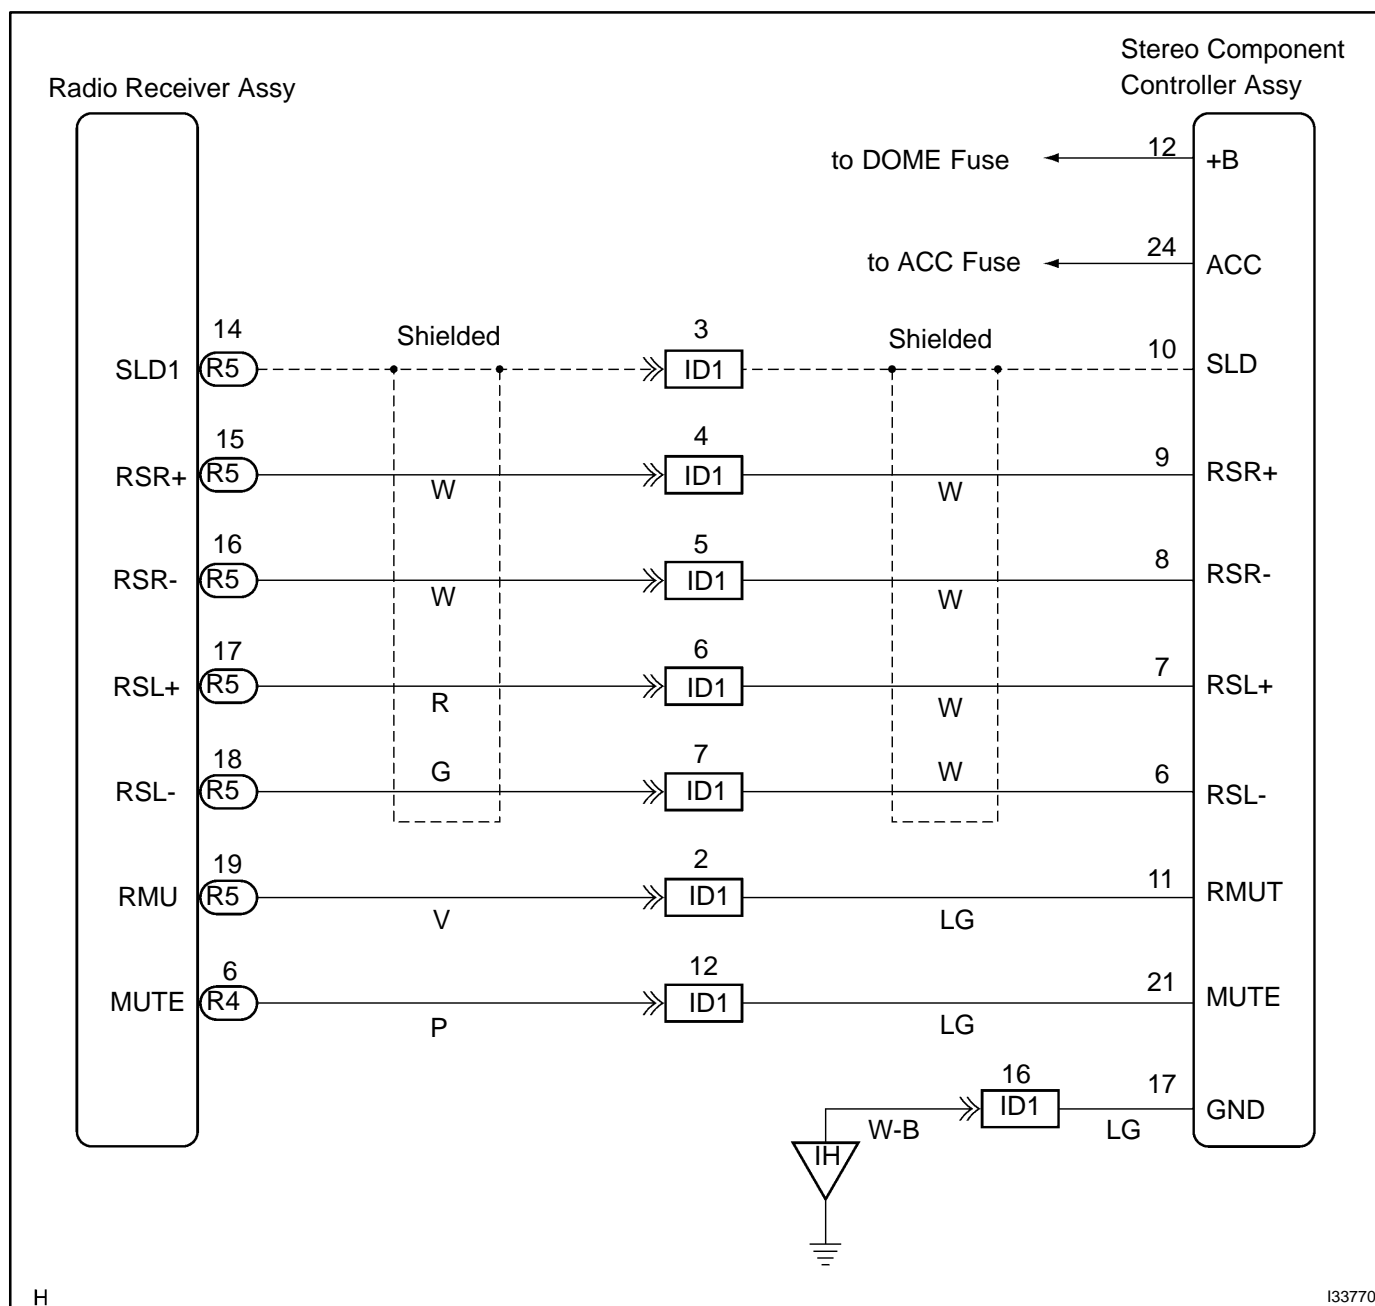 Stereo Component
Controller Assy
Radio Receiver Assy
to DOME Fuse 12 +B
to ACC Fuse 24 ACC
14 Shielded 3 Shielded
SLD1 R5 ID1 10 SLD
15 4
RSR+ R5 W ID1 W 9 RSR+
16 5
RSR- R5 W ID1 W 8 RSR-
17 6
RSL+ R5 R ID1 W 7 RSL+
18 7
RSL- R5 G ID1 W 6 RSL-
19 2
RMU R5 V ID1 LG 11 RMUT
6 12
MUTE R4 P ID1 LG 21 MUTE
16
W-B ID1 LG 17 GND
IH
H I33770